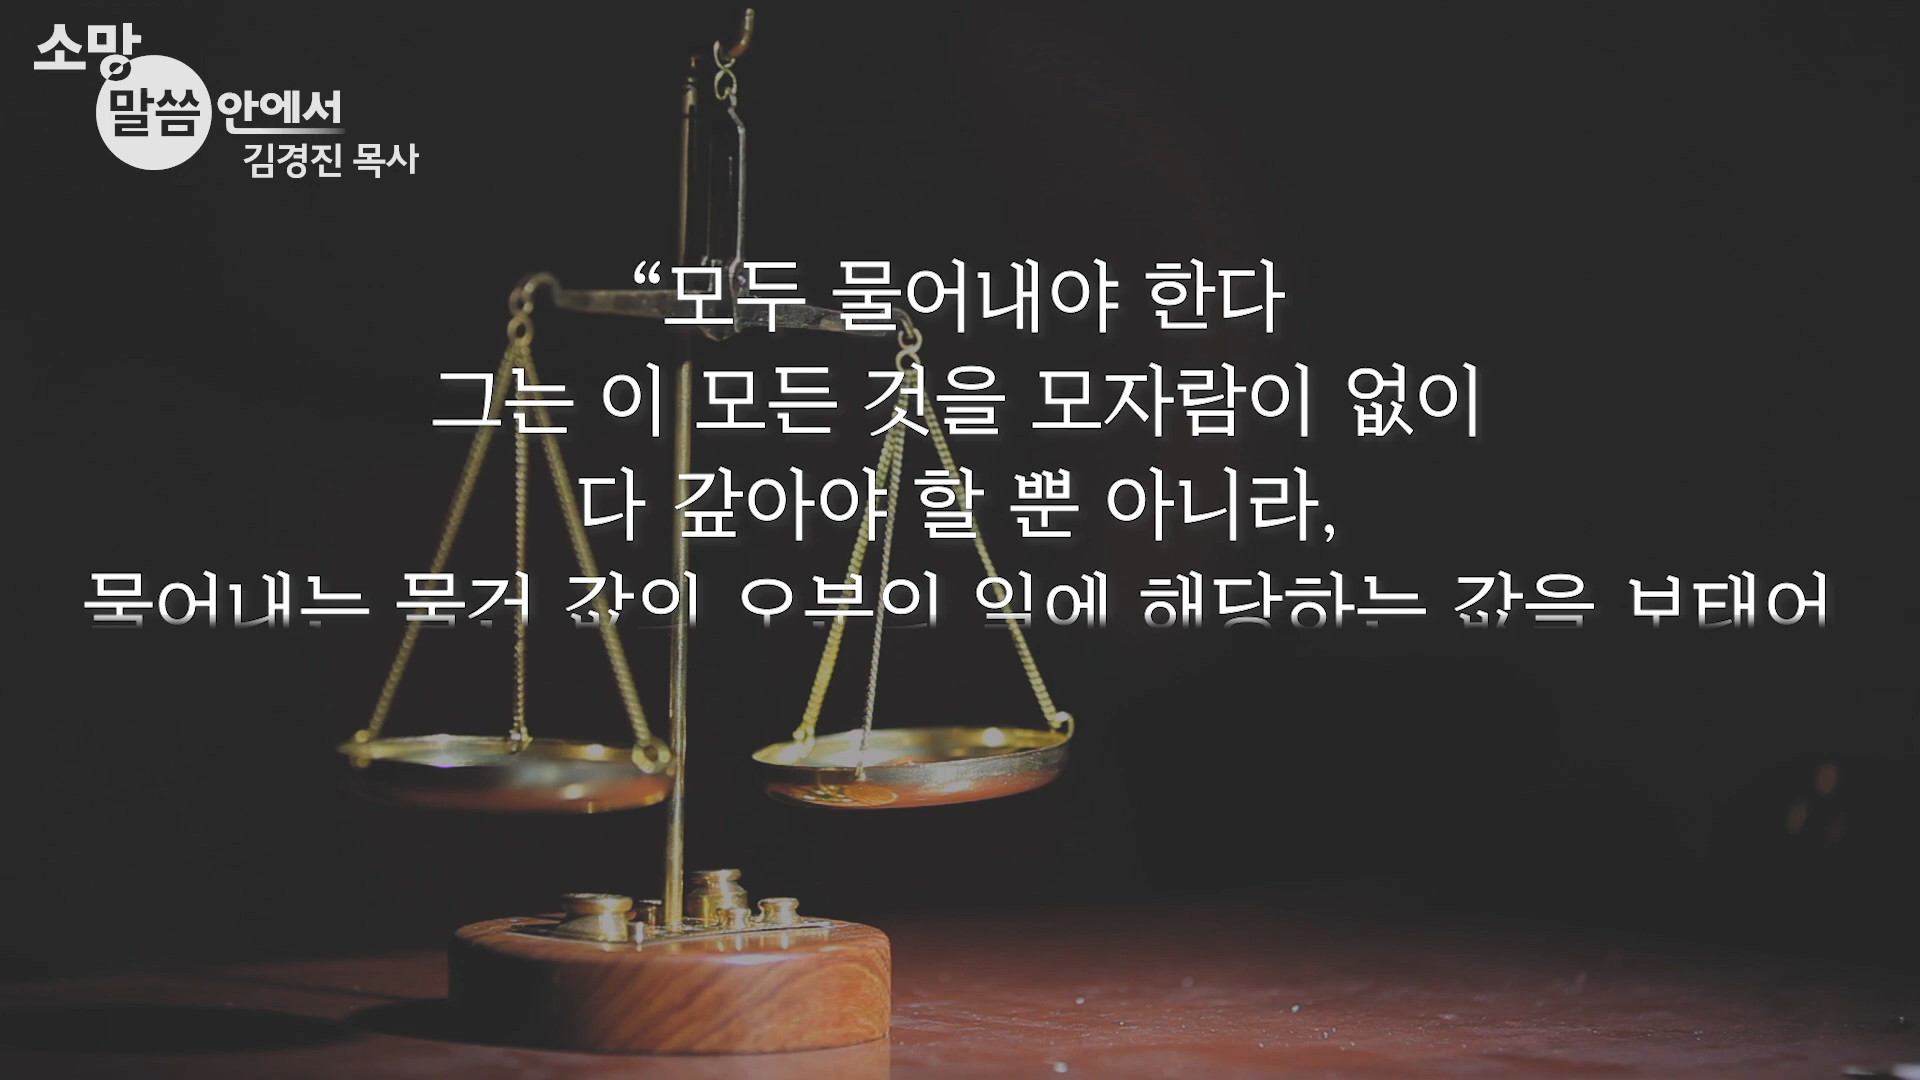 소망
말씀 안에서
김경진 목사
“모두 물어내야 한다
그는 이 모든 것을 모자람이 없이
다 갚아야 할 뿐 아니라,
물어내는 물건 값의 오분의 일에 해당하는 값을 보태어